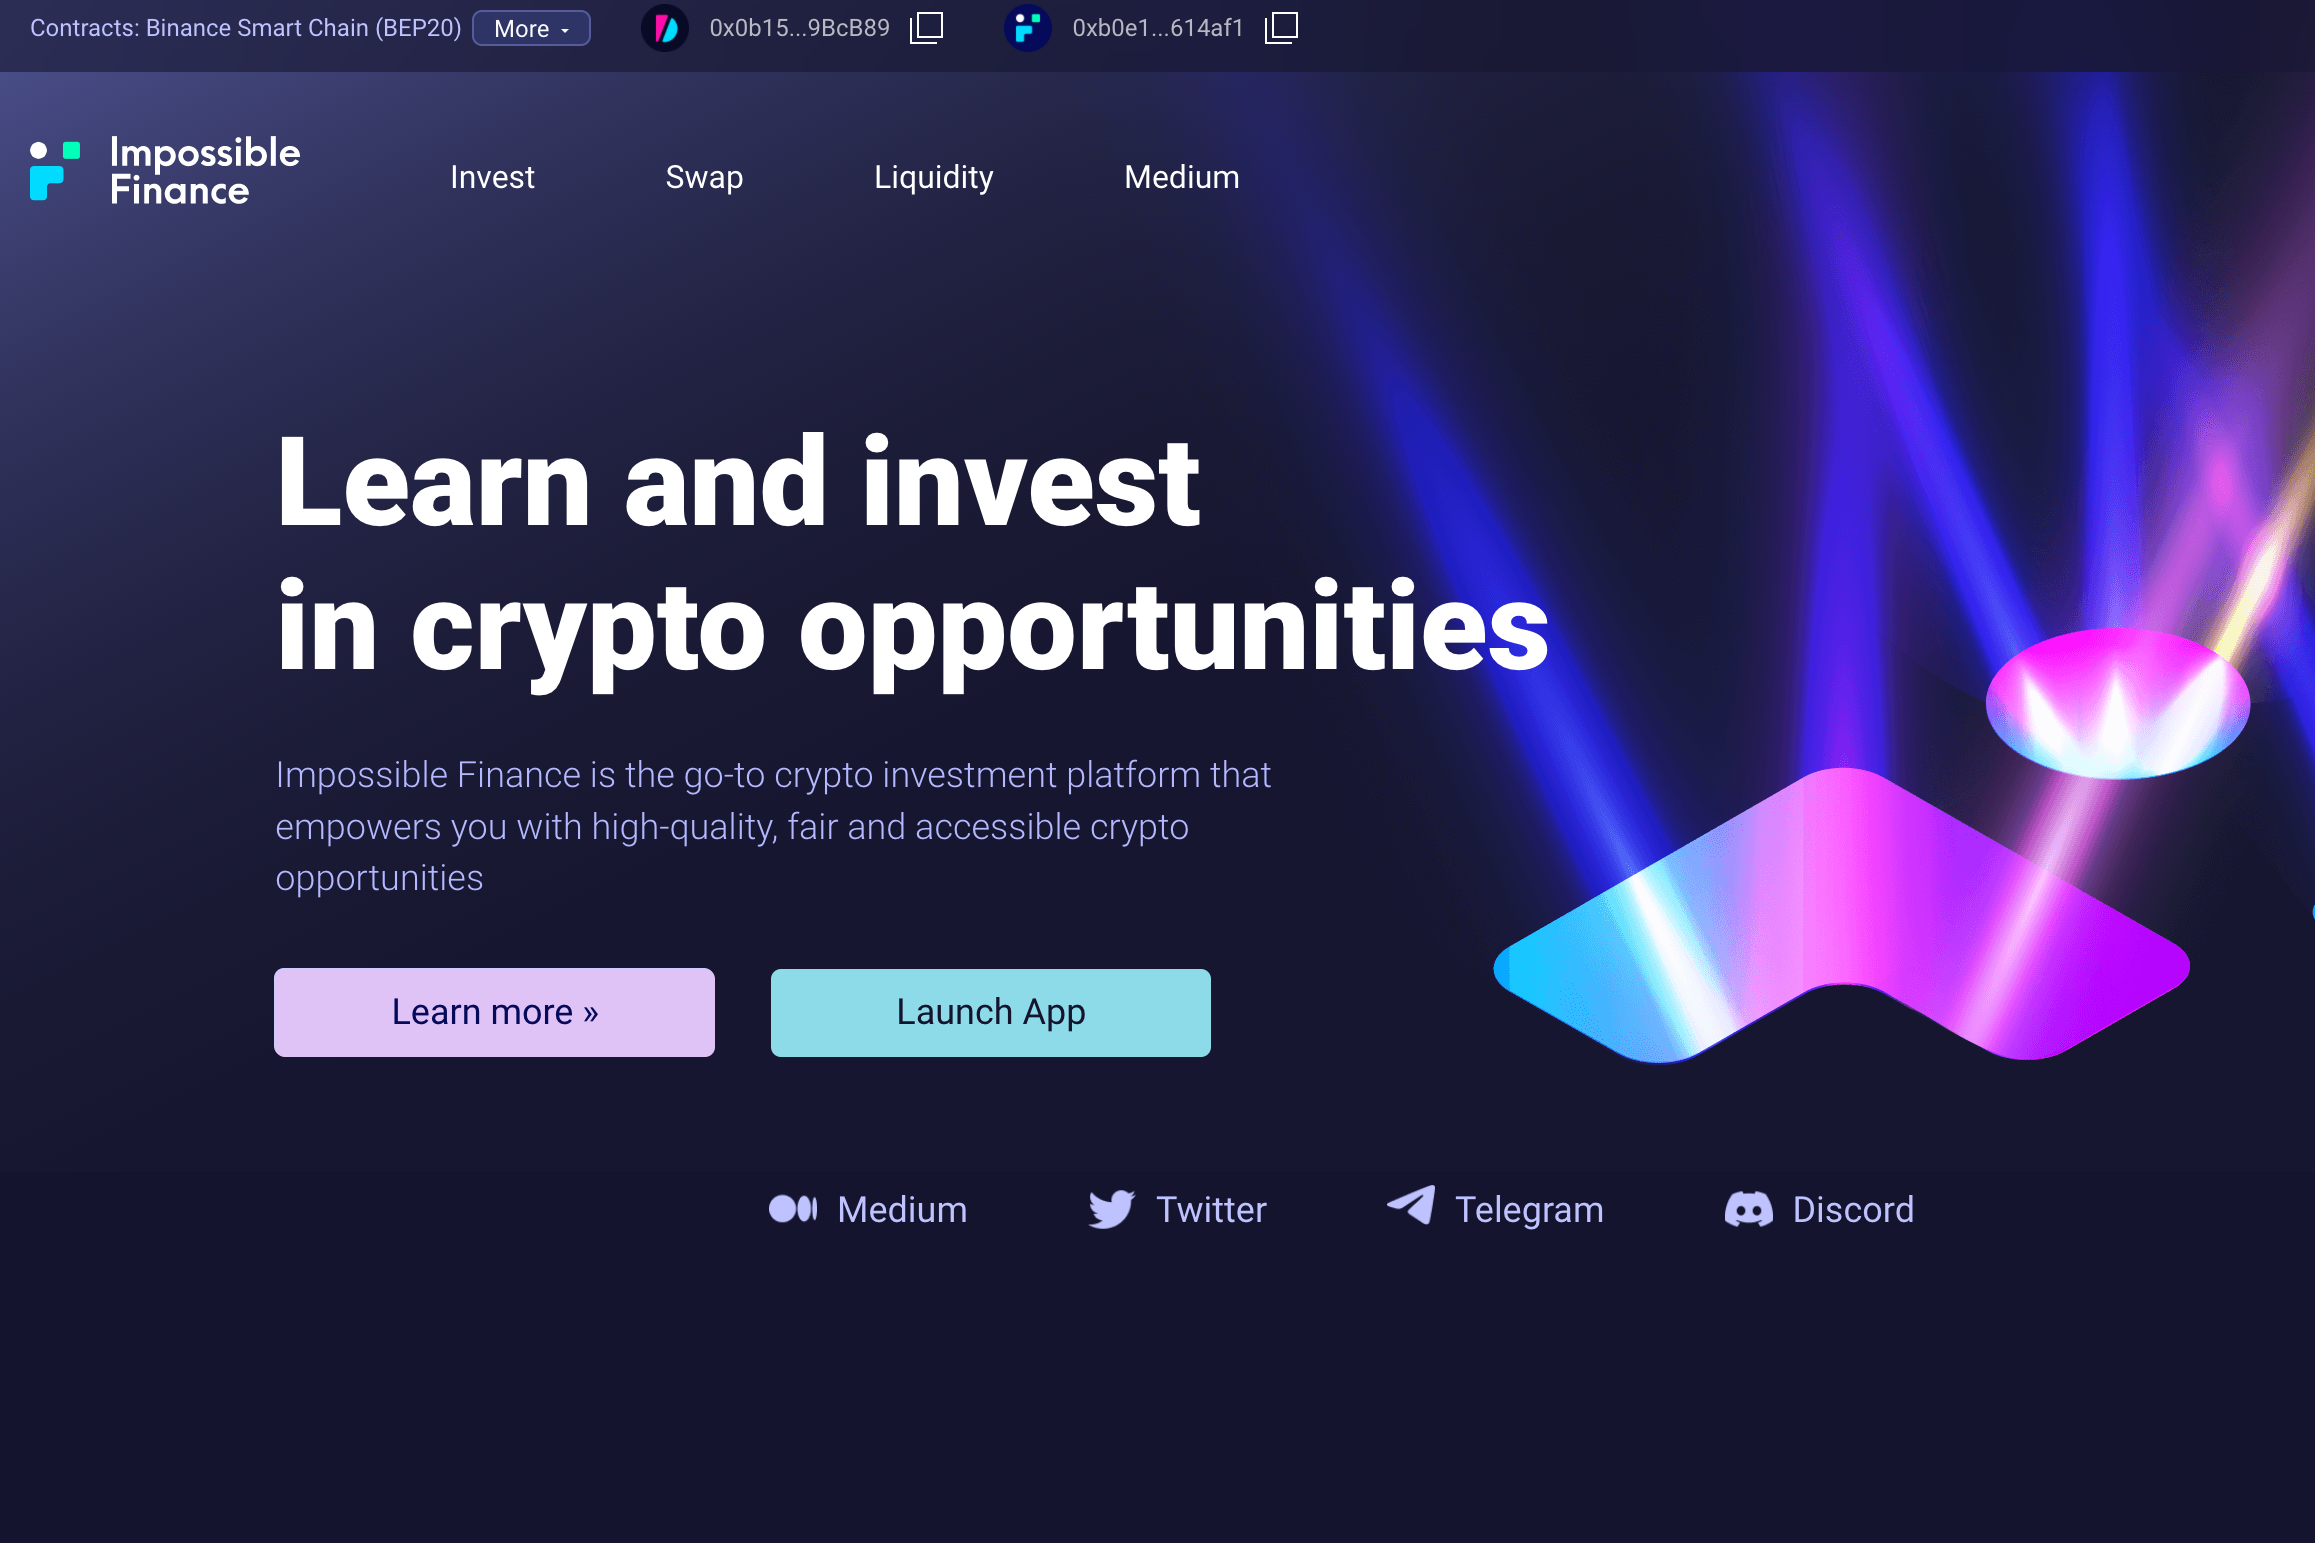 Contracts: Binance Smart Chain (BEP20) More 0x0b15...9BcB89 0xb0e1...614af1
Impossible
Finance
Invest Swap Liquidity Medium
Learn and invest
in crypto opportunities
Impossible Finance is the go-to crypto investment platform that
empowers you with high-quality, fair and accessible crypto
opportunities
Learn more » Launch App
Medium Twitter Telegram Discord